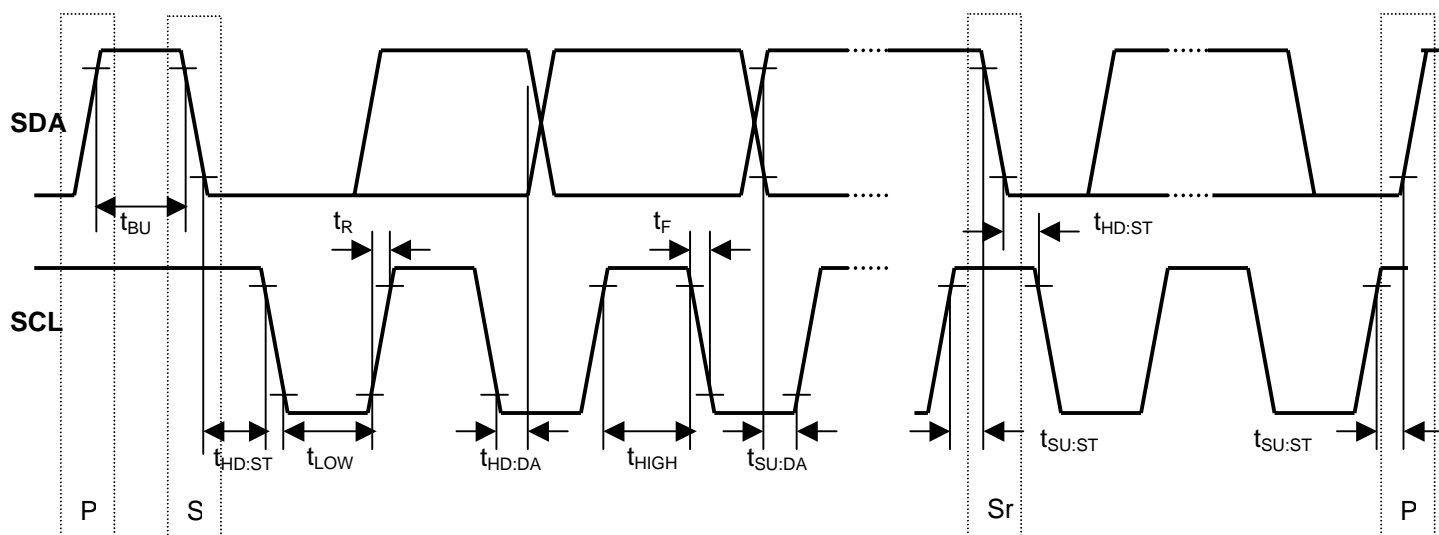 SDA
t_BU
t_R
t_F
t_HD:ST
SCL
t_HD:ST
t_LOW
t_HD:DA
t_HIGH
t_SU:DA
t_SU:ST
t_SU:ST
P
S
Sr
P